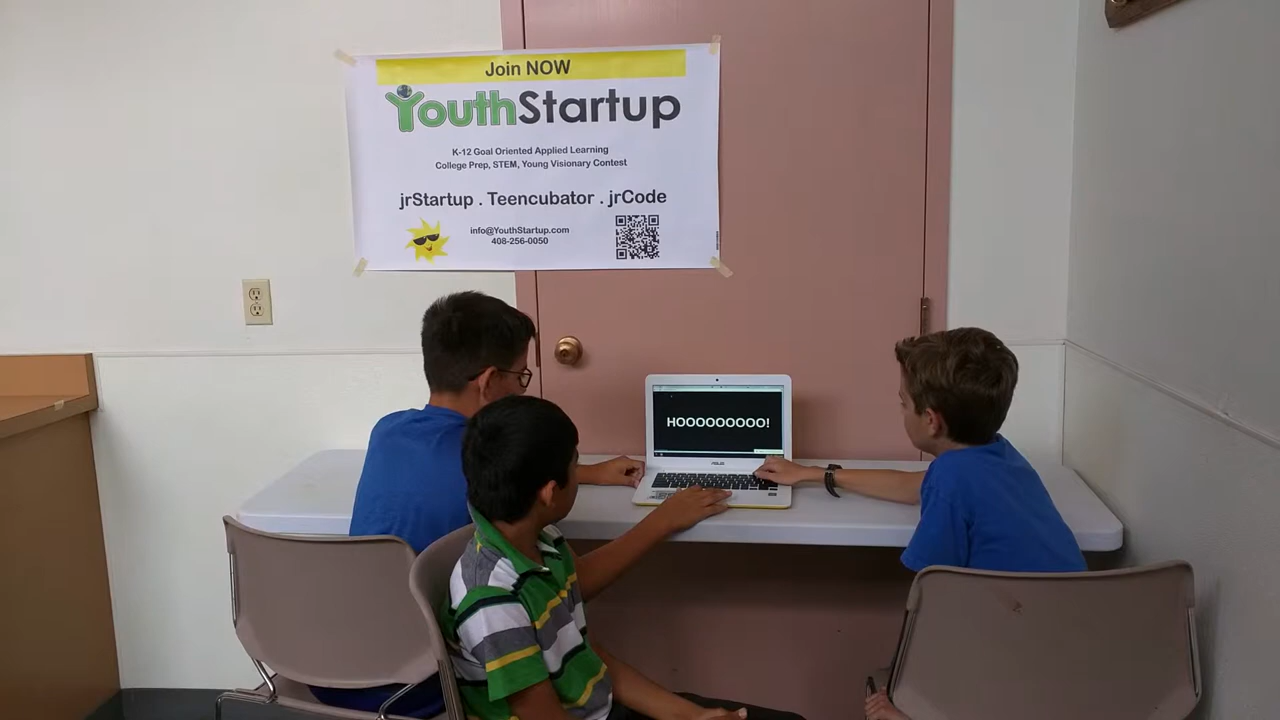 Join NOW
YouthStartup
K-12 Goal Oriented Applied Learning
College Prep, STEM, Young Visionary Contest
jrStartup . Teencubator . jrCode
info@YouthStartup.com
408-256-0050
HOOOOOOOOO!
ASUS